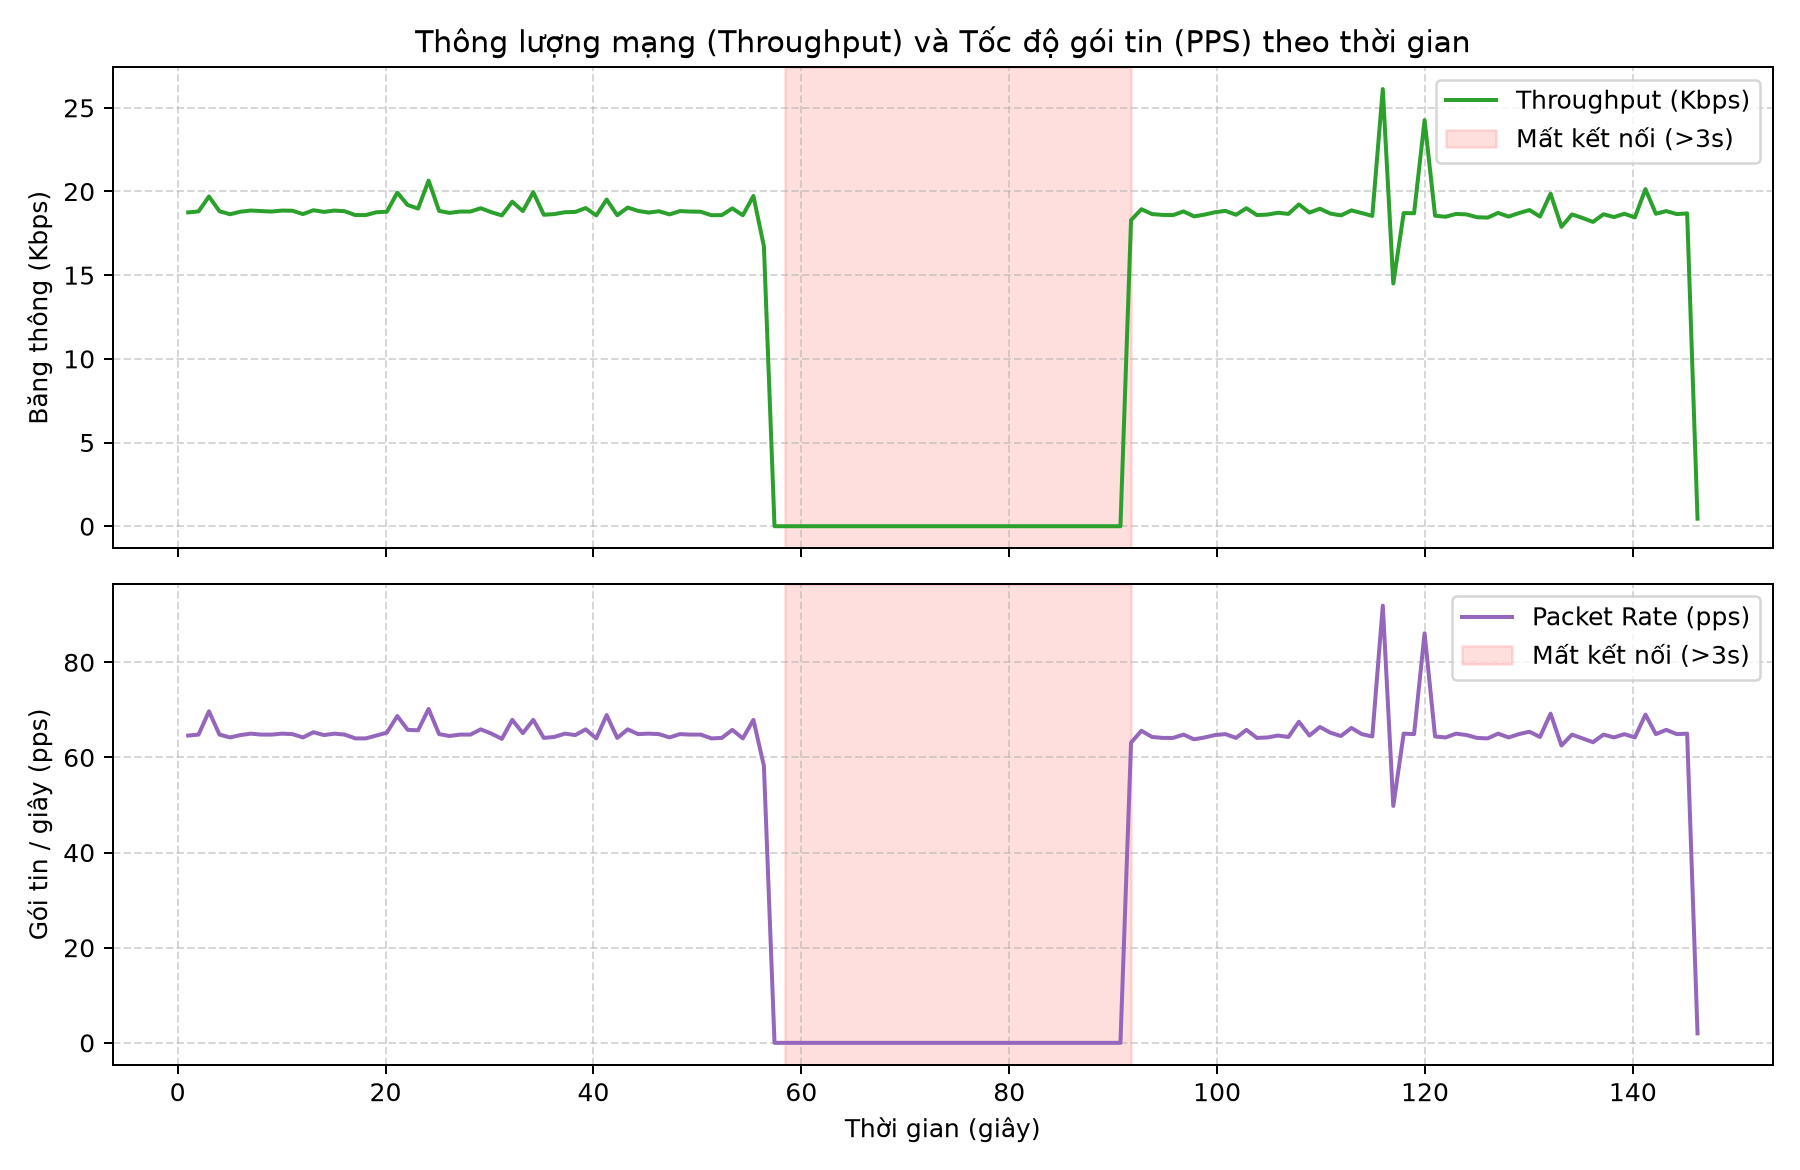 Thông lượng mạng (Throughput) và Tốc độ gói tin (PPS) theo thời gian
Băng thông (Kbps)
25
20
15
10
5
0
Throughput (Kbps)
Mất kết nối (>3s)
Gói tin / giây (pps)
80
60
40
20
0
Packet Rate (pps)
Mất kết nối (>3s)
0 20 40 60 80 100 120 140
Thời gian (giây)